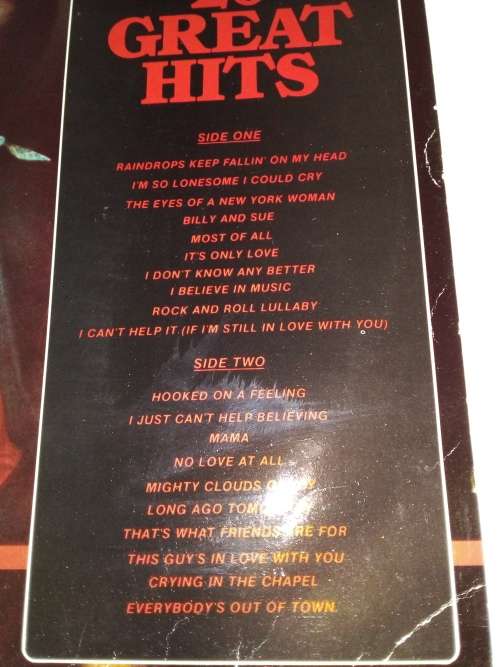 20
GREAT
HITS
SIDE ONE
RAINDROPS KEEP FALLIN' ON MY HEAD
I'M SO LONESOME I COULD CRY
THE EYES OF A NEW YORK WOMAN
BILLY AND SUE
MOST OF ALL
IT'S ONLY LOVE
I DON'T KNOW ANY BETTER
I BELIEVE IN MUSIC
ROCK AND ROLL LULLABY
I CAN'T HELP IT (IF I'M STILL IN LOVE WITH YOU)
SIDE TWO
HOOKED ON A FEELING
I JUST CAN'T HELP BELIEVING
MAMA
NO LOVE AT ALL
MIGHTY CLOUDS
LONG AGO
THAT'S WHAT FRIENDS ARE FOR
THIS GUY'S IN LOVE WITH YOU
CRYING IN THE CHAPEL
EVERYBODY'S OUT OF TOWN